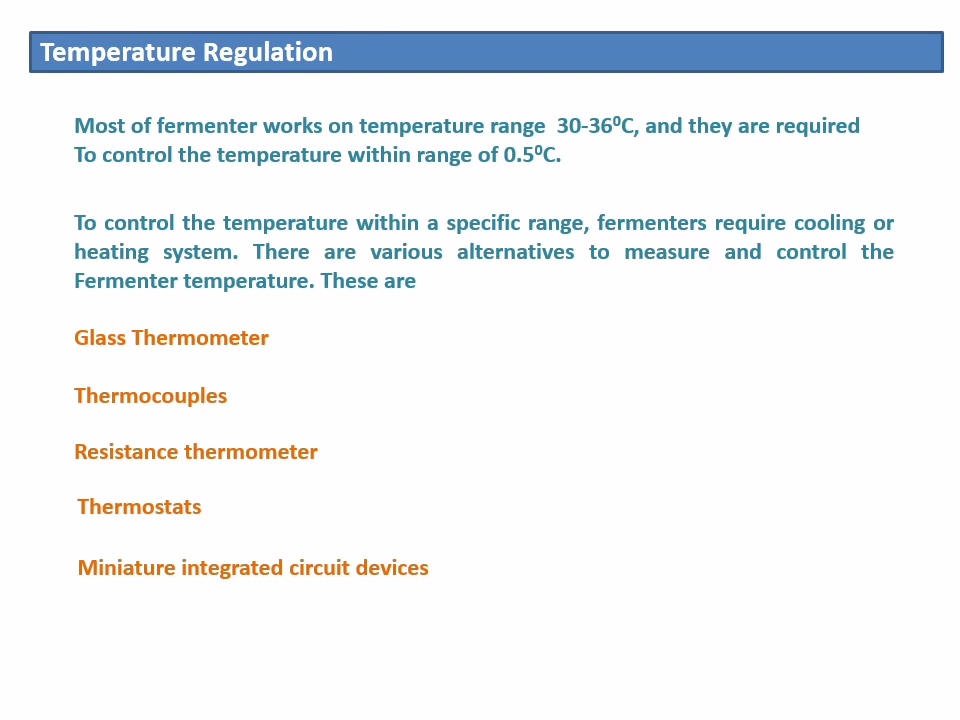 Temperature Regulation
Most of fermenter works on temperature range 30-36⁰C, and they are required
To control the temperature within range of 0.5⁰C.
To control the temperature within a specific range, fermenters require cooling or
heating system. There are various alternatives to measure and control the
Fermenter temperature. These are
Glass Thermometer
Thermocouples
Resistance thermometer
Thermostats
Miniature integrated circuit devices